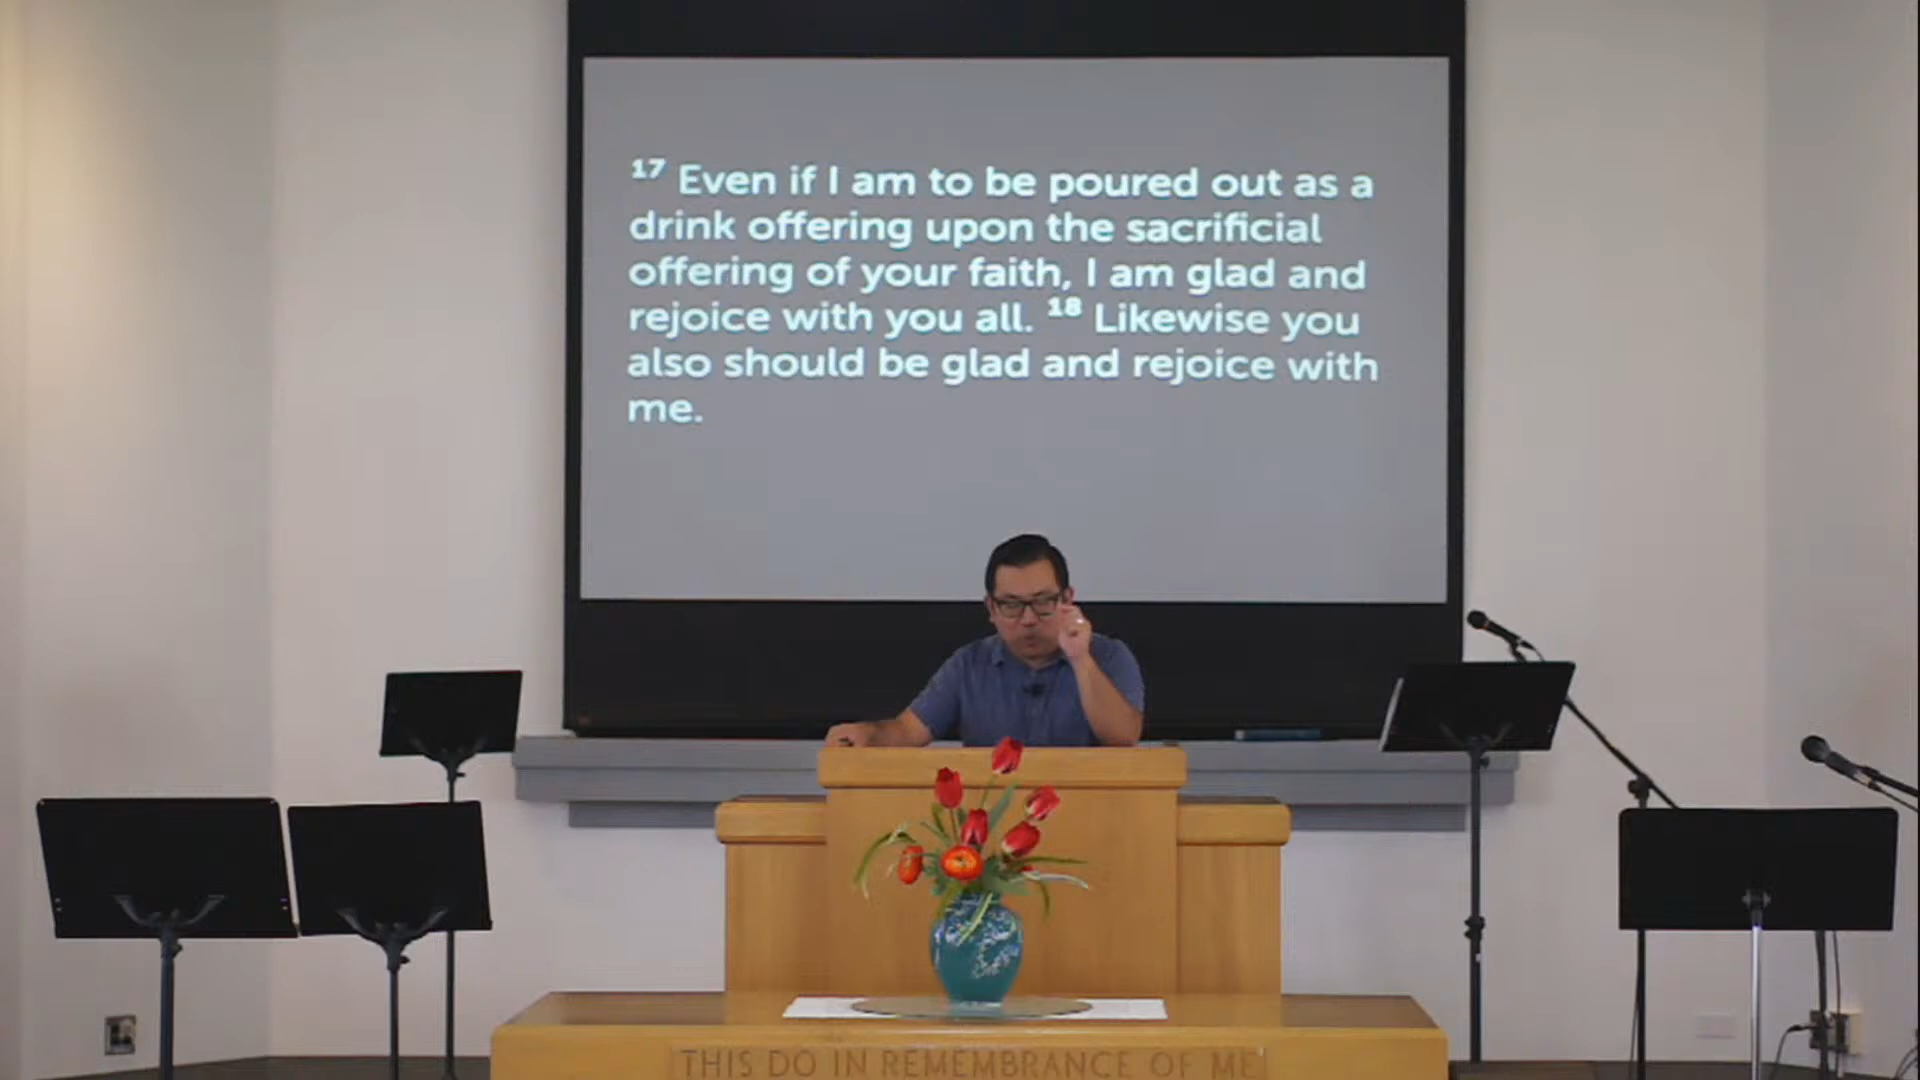 17 Even if I am to be poured out as a
drink offering upon the sacrificial
offering of your faith, I am glad and
rejoice with you all. 18 Likewise you
also should be glad and rejoice with
me.
THIS DO IN REMEMBRANCE OF ME